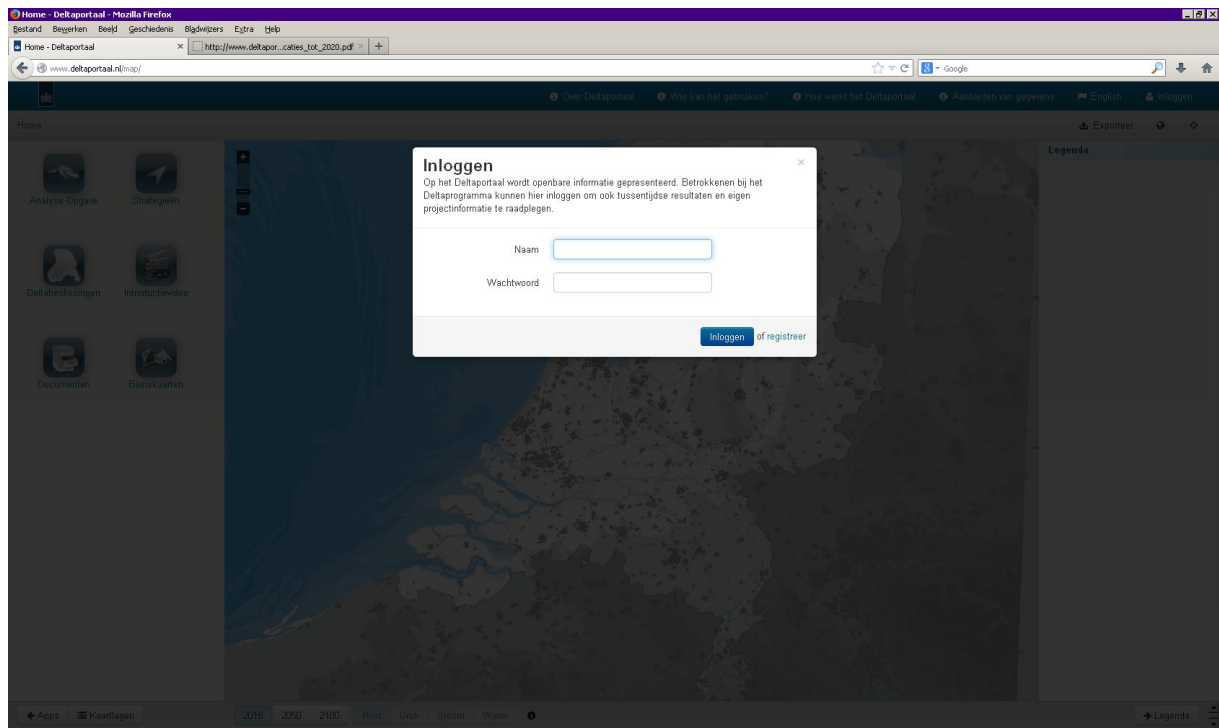 Home - Deltaportaal - Mozilla Firefox
Bestand Bewerken Beeld Geschiedenis Bladwijzers Extra Help
Home - Deltaportaal × http://www.deltapor...caties_tot_2020.pdf × +
www.deltaportaal.nl/map/ Google
Over Deltaportaal Wie kan het gebruiken? Hoe werkt het Deltaportaal Aanbieden van gegevens English Inloggen
Home Exporteer
Legenda
Analyse Opgave Strategieën
Deltabeslissingen Introductievideo
Documenten Basiskaarten
Inloggen ×
Op het Deltaportaal wordt openbare informatie gepresenteerd. Betrokkenen bij het
Deltaprogramma kunnen hier inloggen om ook tussentijdse resultaten en eigen
projectinformatie te raadplegen.
Naam
Wachtwoord
Inloggen of registreer
Apps Kaartlagen 2015 2050 2100 Rust Druk Stoom Warm Legenda